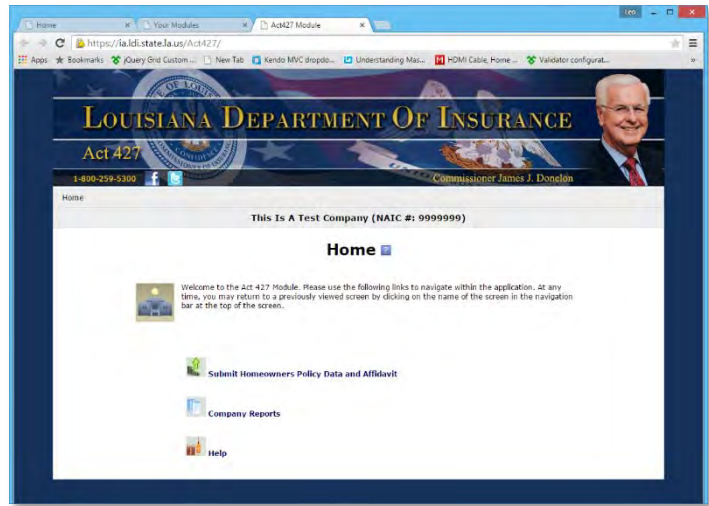 Leo
Home
Your Modules
Act427 Module
https://ia.ldi.state.la.us/Act427/
Apps Bookmarks jQuery Grid Custom ... New Tab Kendo MVC dropdo... Understanding Mas... HDMI Cable, Home ... Validator configurat... »
LOUISIANA DEPARTMENT OF INSURANCE
Act 427
1-800-259-5300
Commissioner James J. Donelon
Home
This Is A Test Company (NAIC #: 9999999)
Home ?
Welcome to the Act 427 Module. Please use the following links to navigate within the application. At any
time, you may return to a previously viewed screen by clicking on the name of the screen in the navigation
bar at the top of the screen.
Submit Homeowners Policy Data and Affidavit
Company Reports
Help